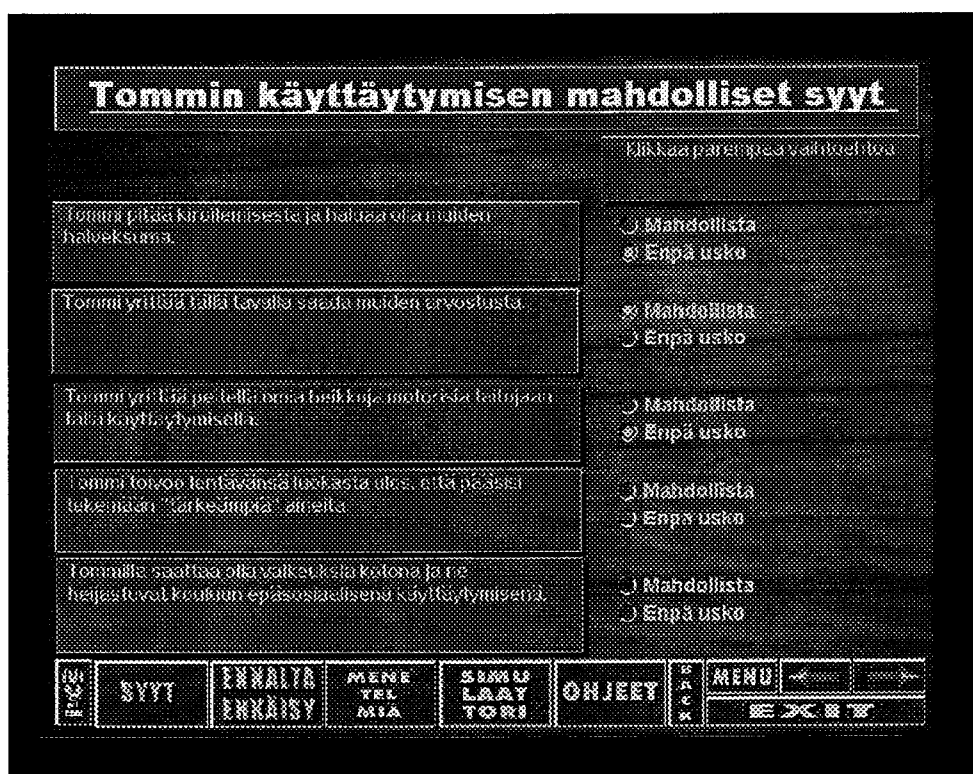 Tommin käyttäytymisen mahdolliset syyt
Klikkaa parempaa vaihtoehtoa
Tommi pitää kiroilemisesta ja haluaa olla muiden
halveksuma.
Mahdollista
Enpä usko
Tommi yrittää tällä tavalla saada muiden arvostusta.
Mahdollista
Enpä usko
Tommi yrittää peitellä omia heikkoja motorisia taitojaan
tällä käyttäytymisellä.
Mahdollista
Enpä usko
Tommi toivoo lentävänsä luokasta ulos, että pääsisi
tekemään "tärkeämpiä" aineita
Mahdollista
Enpä usko
Tommilla saattaa olla vaikeuksia kotona ja ne
heijastuvat kouluun epäsosiaalisena käyttäytymisenä.
Mahdollista
Enpä usko
SYYT
ENNALTA
EHKÄISY
MENE
TEL
MIÄ
SIMU
LAAT
TORI
OHJEET
BACK
MENU
EXIT